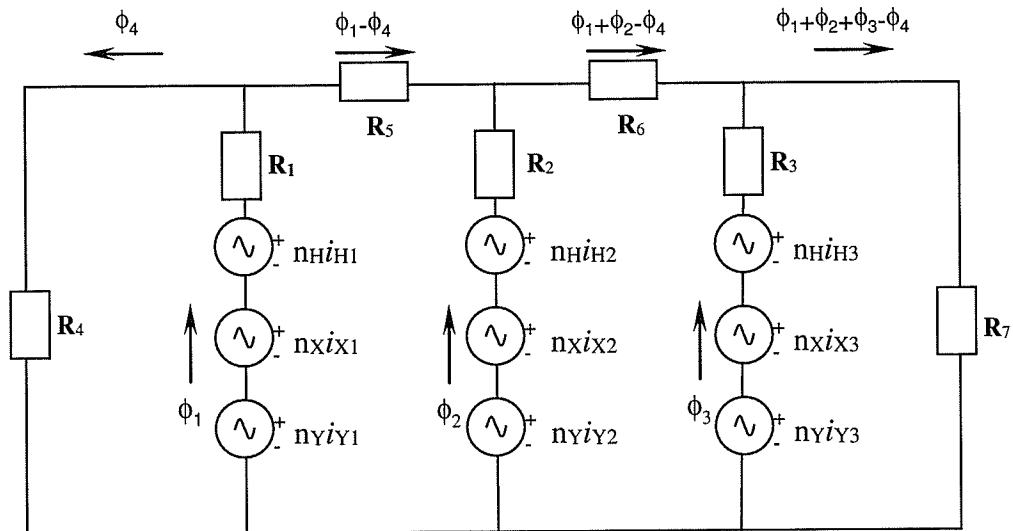 ϕ4
ϕ1-ϕ4
ϕ1+ϕ2-ϕ4
ϕ1+ϕ2+ϕ3-ϕ4
R5
R6
R1
R2
R3
+
-
nHiH1
+
-
nHiH2
+
-
nHiH3
R4
+
-
nXiX1
+
-
nXiX2
+
-
nXiX3
R7
ϕ1
+
-
nYiY1
ϕ2
+
-
nYiY2
ϕ3
+
-
nYiY3